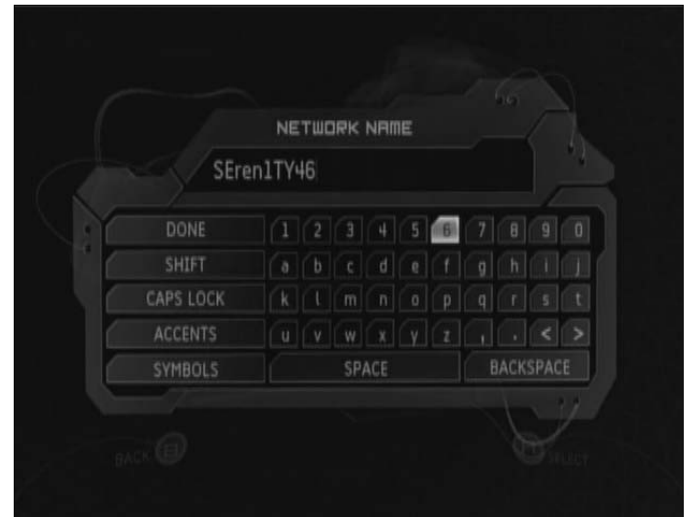 NETWORK NAME
SEren1TY46
DONE 1 2 3 4 5 6 7 8 9 0
SHIFT a b c d e f g h i j
CAPS LOCK k l m n o p q r s t
ACCENTS u v w x y z , . < >
SYMBOLS SPACE BACKSPACE
BACK B SELECT